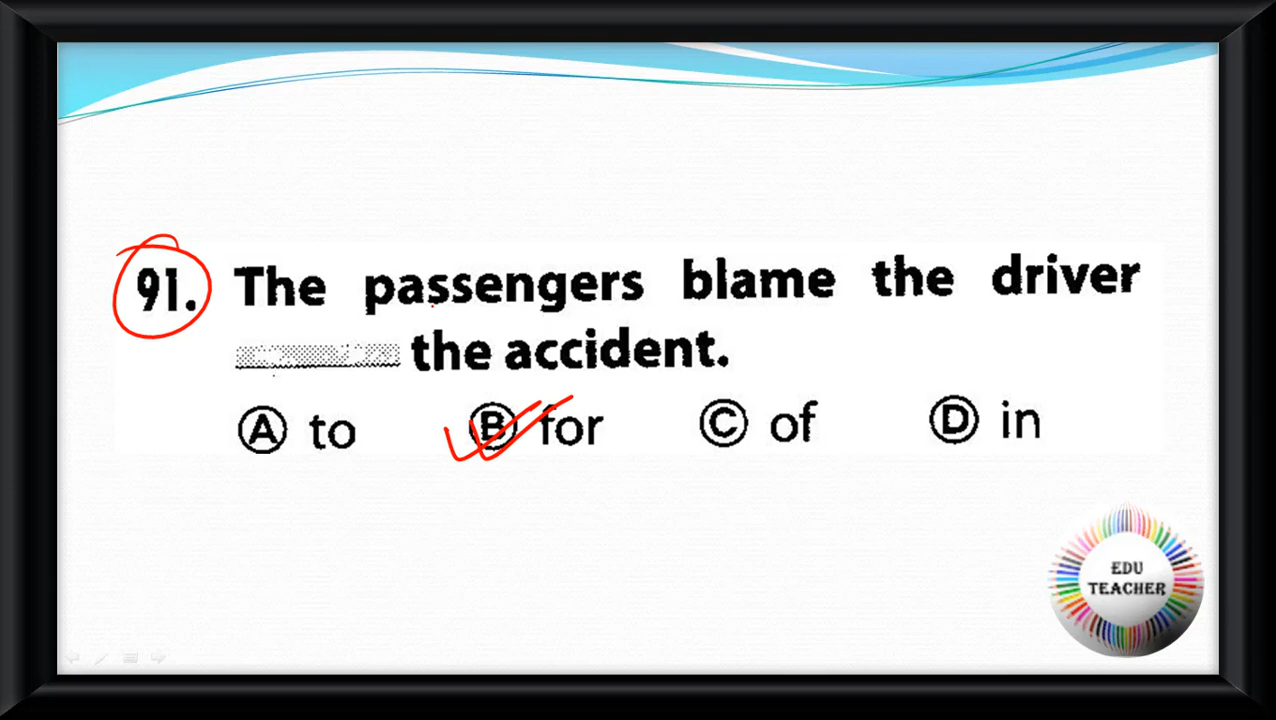 91. The passengers blame the driver
the accident.
Ⓐ to Ⓑ for Ⓒ of Ⓓ in
EDU
TEACHER